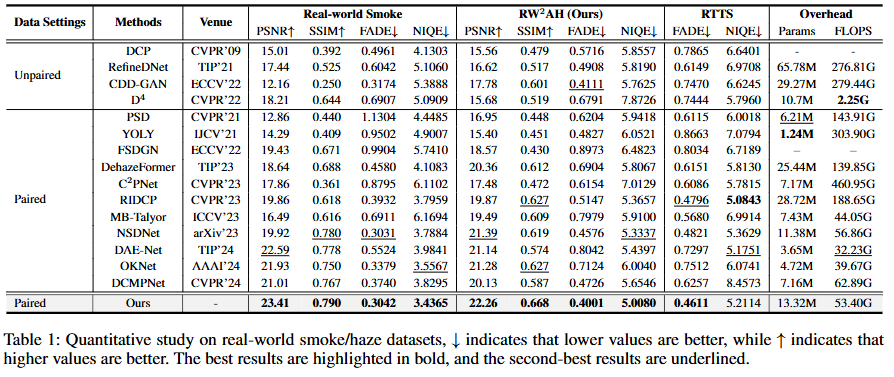 Data Settings Methods Venue Real-world Smoke RW²AH (Ours) RTTS Overhead
PSNR↑ SSIM↑ FADE↓ NIQE↓ PSNR↑ SSIM↑ FADE↓ NIQE↓ FADE↓ NIQE↓ Params FLOPS
Unpaired
DCP CVPR'09 15.01 0.392 0.4961 4.1303 15.56 0.479 0.5716 5.8557 0.7865 6.6401 - -
RefineDNet TIP'21 17.44 0.525 0.6042 5.1060 16.62 0.517 0.4908 5.8190 0.6149 6.9708 65.78M 276.81G
CDD-GAN ECCV'22 12.16 0.250 0.3174 5.3888 17.78 0.601 0.4111 5.7625 0.7470 6.6245 29.27M 279.44G
D⁴ CVPR'22 18.21 0.644 0.6907 5.0909 15.68 0.519 0.6791 7.8726 0.7444 5.7960 10.7M 2.25G
Paired
PSD CVPR'21 12.86 0.440 1.1304 4.4485 16.95 0.448 0.6204 5.9418 0.6115 6.0018 6.21M 143.91G
YOLY IJCV'21 14.29 0.409 0.9502 4.9007 15.40 0.451 0.4827 6.0521 0.8663 7.0794 1.24M 303.90G
FSDGN ECCV'22 19.43 0.671 0.9904 5.7410 18.57 0.430 0.8973 6.4823 0.8034 6.7189 – –
DehazeFormer TIP'23 18.64 0.688 0.4580 4.1083 20.36 0.612 0.6904 5.8067 0.6151 5.8130 25.44M 139.85G
C²PNet CVPR'23 17.86 0.361 0.8795 6.1102 17.48 0.472 0.6154 7.0129 0.6086 5.7815 7.17M 460.95G
RIDCP CVPR'23 19.86 0.618 0.3932 3.7959 19.87 0.627 0.5147 5.3657 0.4796 5.0843 28.72M 188.65G
MB-Talyor ICCV'23 16.49 0.616 0.6911 6.1694 19.49 0.609 0.7979 5.9100 0.5680 6.9914 7.43M 44.05G
NSDNet arXiv'23 19.92 0.780 0.3031 3.7884 21.39 0.619 0.4576 5.3337 0.4821 5.3629 11.38M 56.86G
DAE-Net TIP'24 22.59 0.778 0.5524 3.9841 21.14 0.574 0.8042 5.4397 0.7297 5.1751 3.65M 32.23G
OKNet AAAI'24 21.93 0.750 0.3379 3.5567 21.28 0.627 0.7124 6.0040 0.7512 6.0741 4.72M 39.67G
DCMPNet CVPR'24 21.01 0.767 0.3740 3.8295 20.13 0.587 0.4726 5.6546 0.6257 8.4573 7.16M 62.89G
Paired Ours - 23.41 0.790 0.3042 3.4365 22.26 0.668 0.4001 5.0080 0.4611 5.2114 13.32M 53.40G
Table 1: Quantitative study on real-world smoke/haze datasets, ↓ indicates that lower values are better, while ↑ indicates that
higher values are better. The best results are highlighted in bold, and the second-best results are underlined.